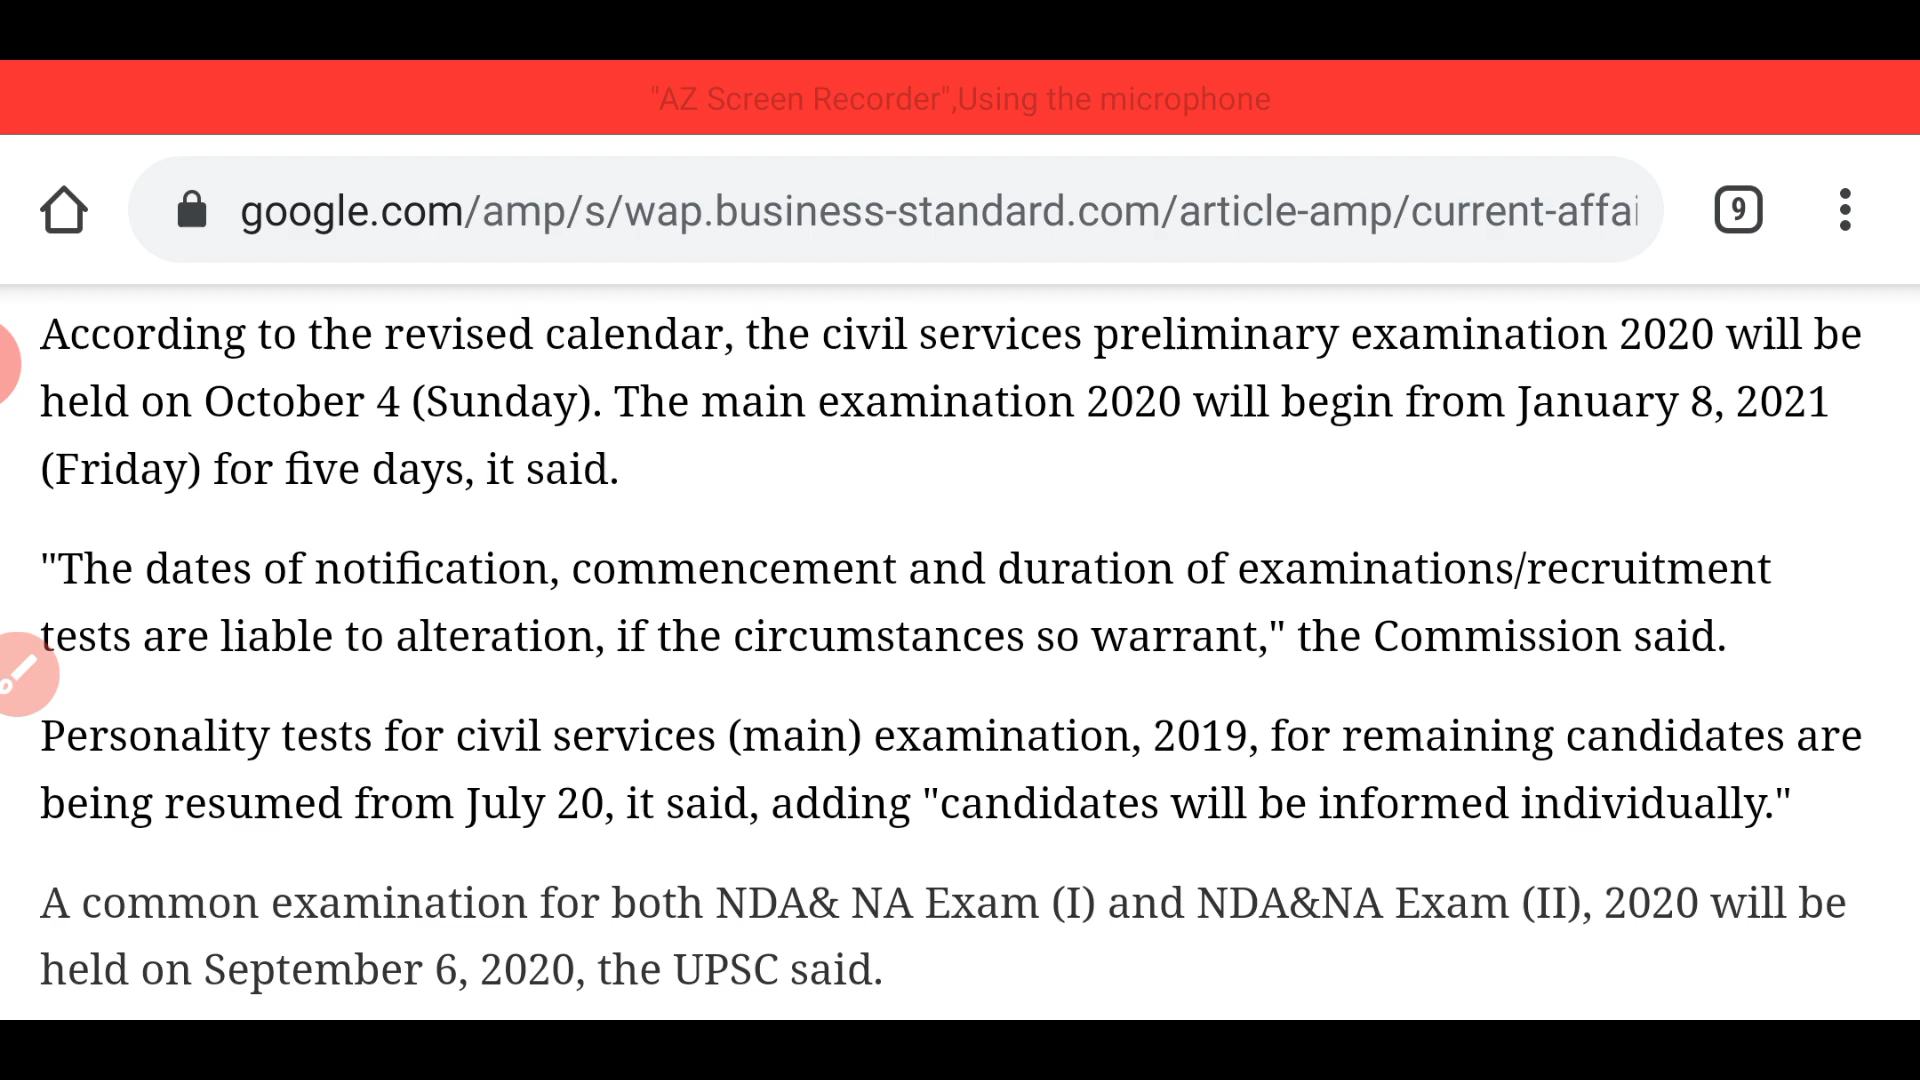 "AZ Screen Recorder",Using the microphone
google.com/amp/s/wap.business-standard.com/article-amp/current-affai
9
According to the revised calendar, the civil services preliminary examination 2020 will be
held on October 4 (Sunday). The main examination 2020 will begin from January 8, 2021
(Friday) for five days, it said.
"The dates of notification, commencement and duration of examinations/recruitment
tests are liable to alteration, if the circumstances so warrant," the Commission said.
Personality tests for civil services (main) examination, 2019, for remaining candidates are
being resumed from July 20, it said, adding "candidates will be informed individually."
A common examination for both NDA& NA Exam (I) and NDA&NA Exam (II), 2020 will be
held on September 6, 2020, the UPSC said.